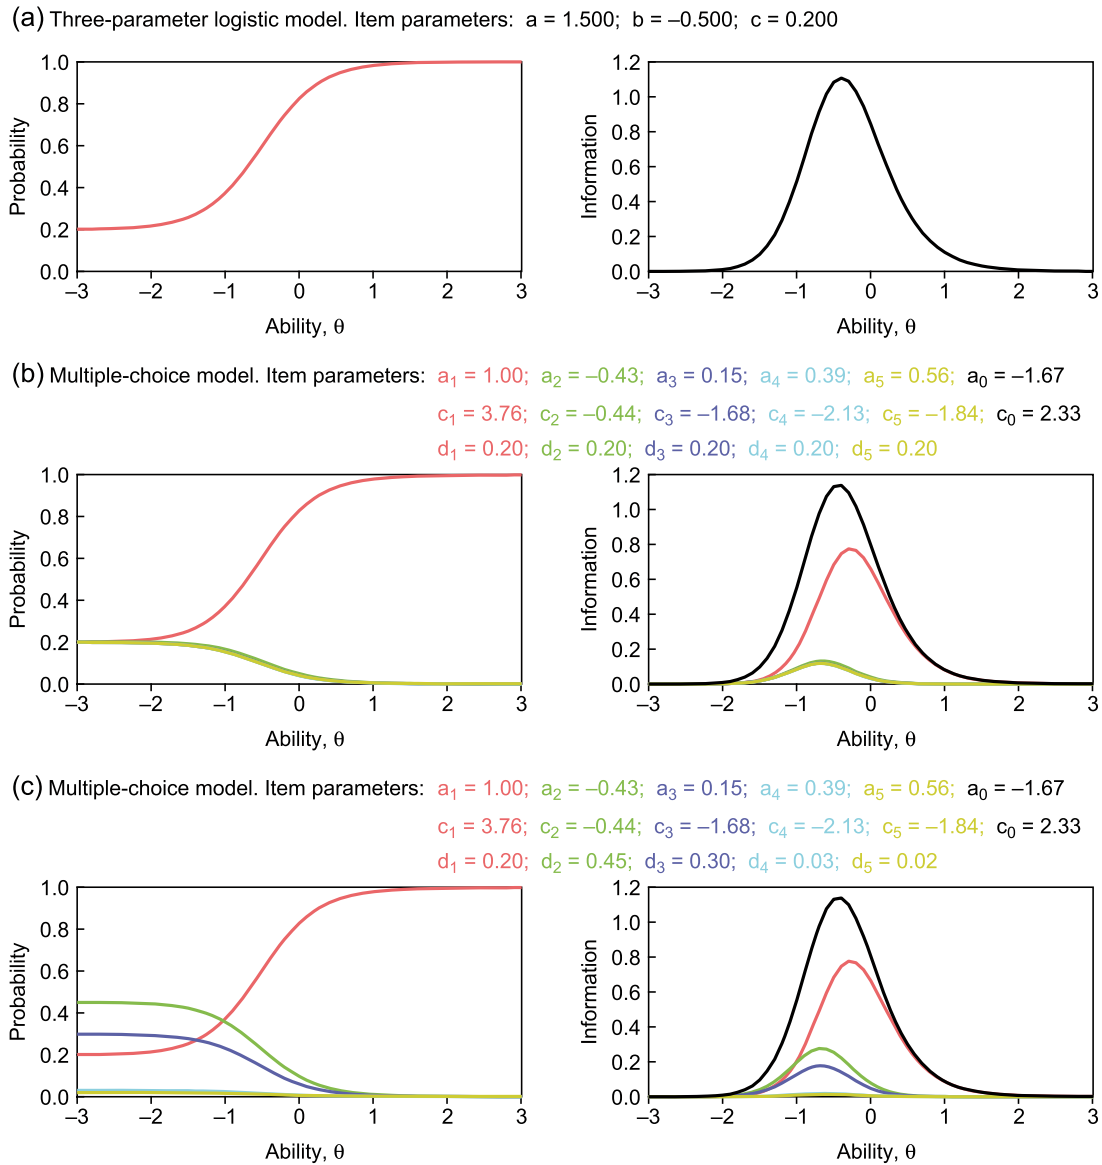 (a) Three-parameter logistic model. Item parameters: a = 1.500; b = –0.500; c = 0.200
1.0
0.8
0.6
0.4
0.2
0.0
Probability
–3 –2 –1 0 1 2 3
Ability, θ
1.2
1.0
0.8
0.6
0.4
0.2
0.0
Information
–3 –2 –1 0 1 2 3
Ability, θ
(b) Multiple-choice model. Item parameters: a1 = 1.00; a2 = –0.43; a3 = 0.15; a4 = 0.39; a5 = 0.56; a0 = –1.67
c1 = 3.76; c2 = –0.44; c3 = –1.68; c4 = –2.13; c5 = –1.84; c0 = 2.33
d1 = 0.20; d2 = 0.20; d3 = 0.20; d4 = 0.20; d5 = 0.20
1.0
0.8
0.6
0.4
0.2
0.0
Probability
–3 –2 –1 0 1 2 3
Ability, θ
1.2
1.0
0.8
0.6
0.4
0.2
0.0
Information
–3 –2 –1 0 1 2 3
Ability, θ
(c) Multiple-choice model. Item parameters: a1 = 1.00; a2 = –0.43; a3 = 0.15; a4 = 0.39; a5 = 0.56; a0 = –1.67
c1 = 3.76; c2 = –0.44; c3 = –1.68; c4 = –2.13; c5 = –1.84; c0 = 2.33
d1 = 0.20; d2 = 0.45; d3 = 0.30; d4 = 0.03; d5 = 0.02
1.0
0.8
0.6
0.4
0.2
0.0
Probability
–3 –2 –1 0 1 2 3
Ability, θ
1.2
1.0
0.8
0.6
0.4
0.2
0.0
Information
–3 –2 –1 0 1 2 3
Ability, θ